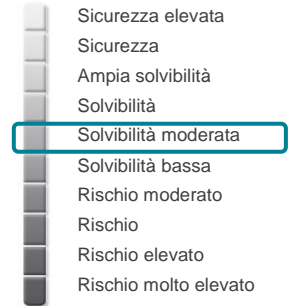 Sicurezza elevata
Sicurezza
Ampia solvibilità
Solvibilità
Solvibilità moderata
Solvibilità bassa
Rischio moderato
Rischio
Rischio elevato
Rischio molto elevato